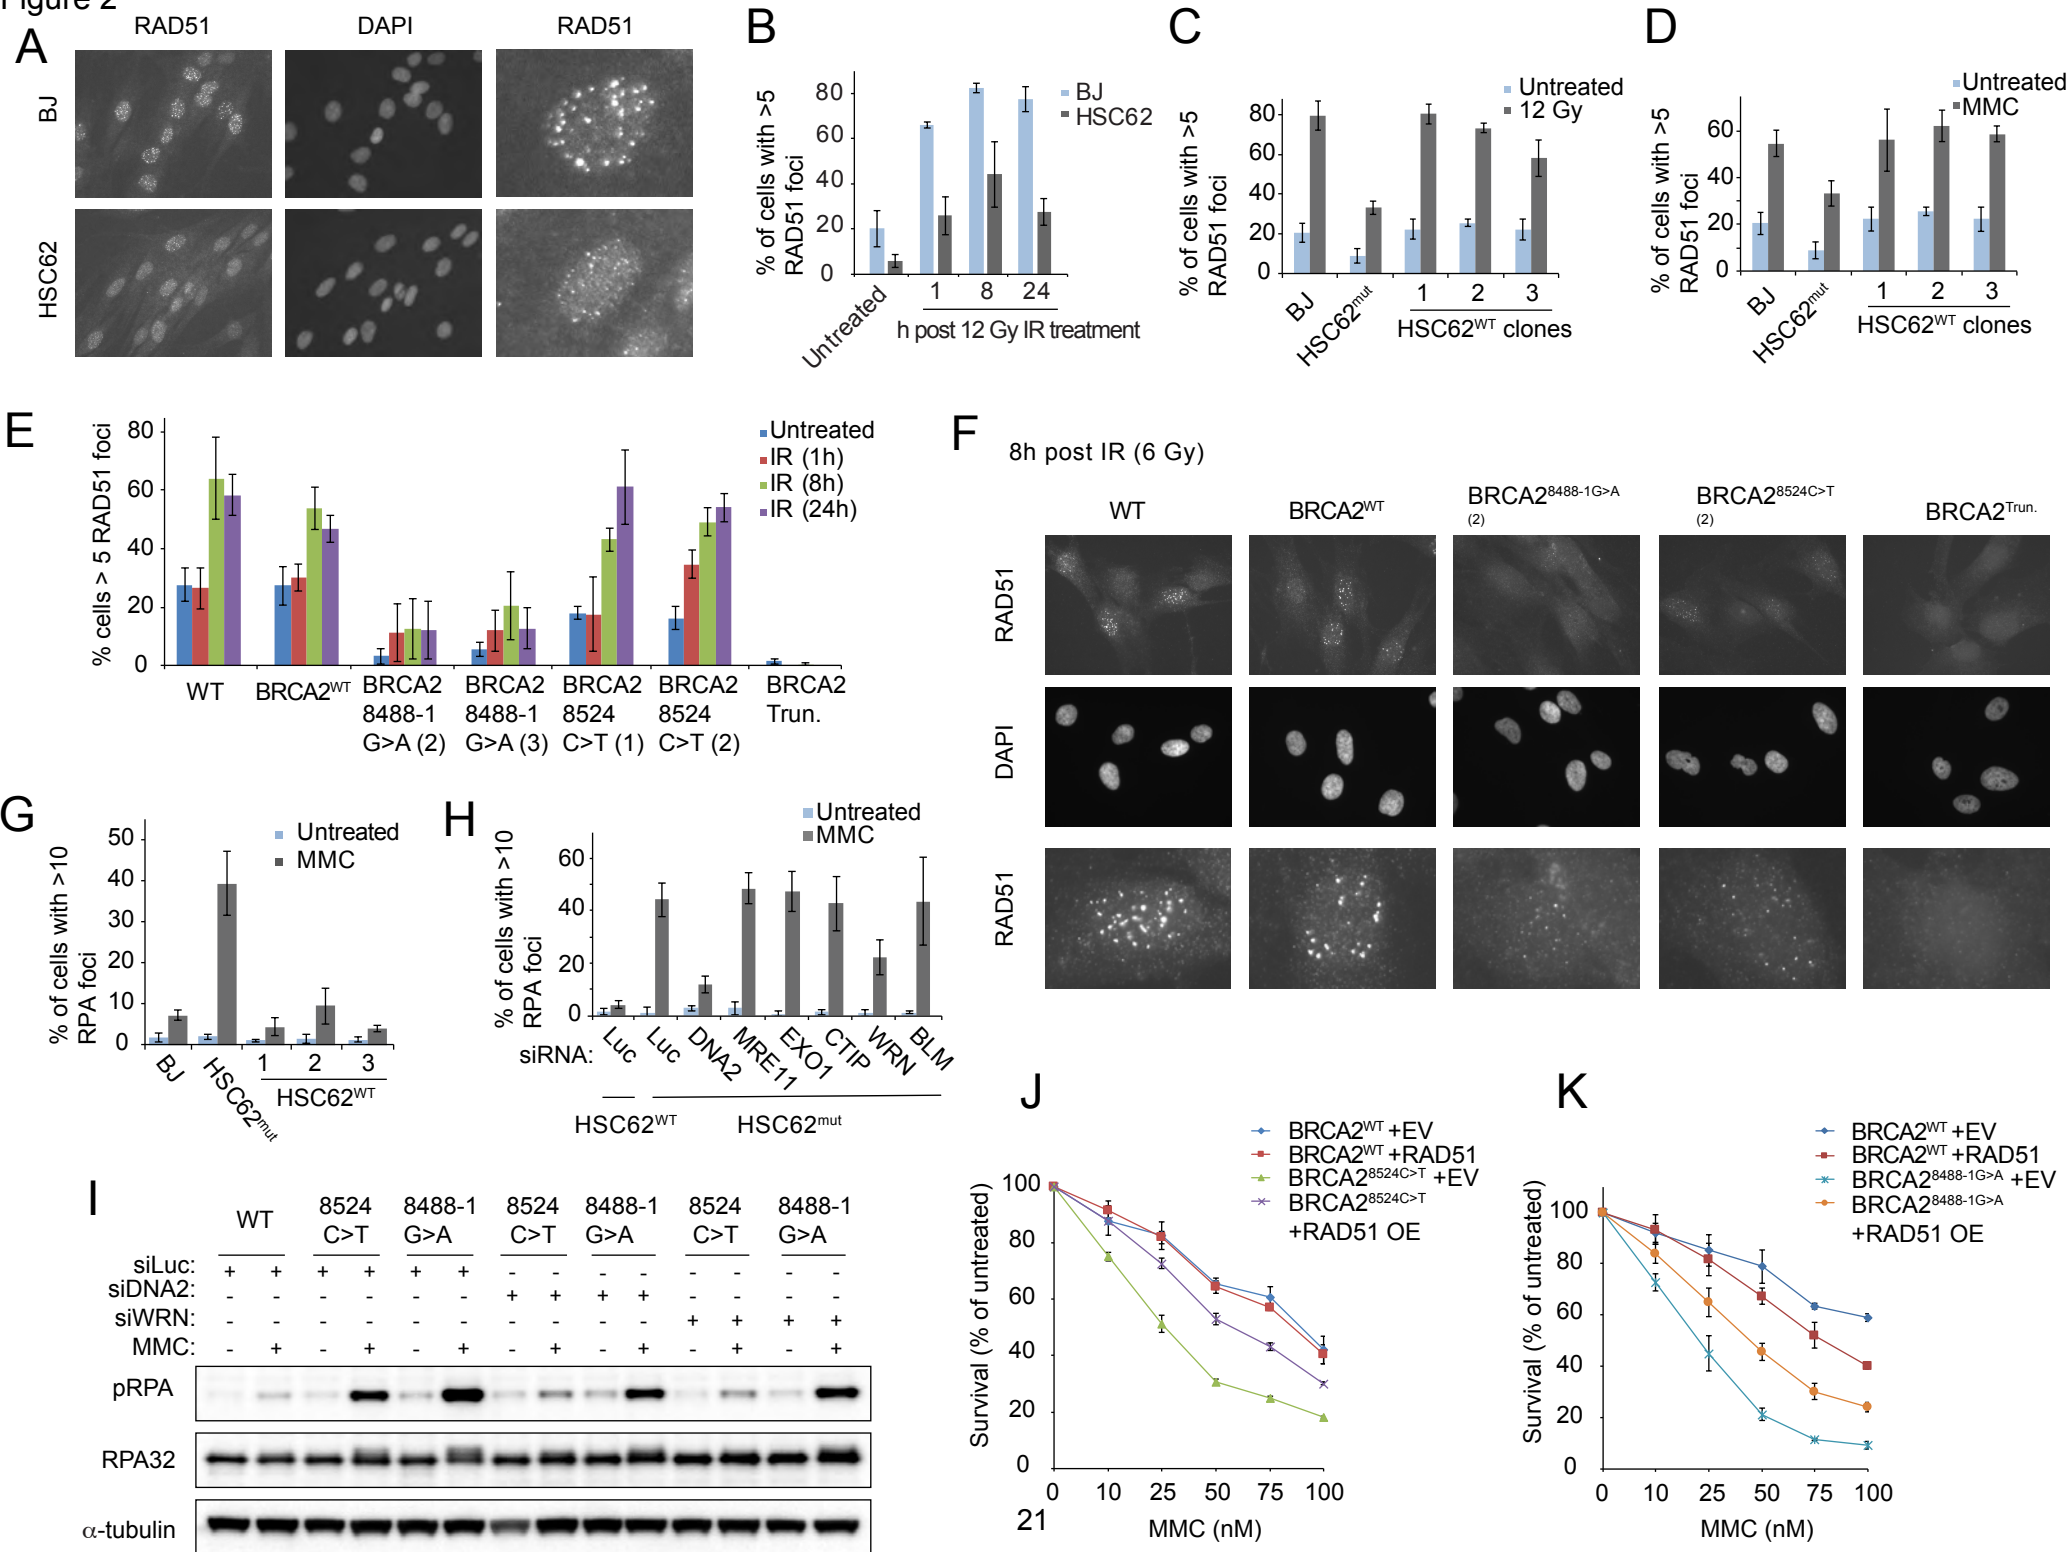 Figure 2
A
RAD51
DAPI
RAD51
BJ
HSC62
B
% of cells with >5
RAD51 foci
80
60
40
20
0
BJ
HSC62
Untreated
1 8 24
h post 12 Gy IR treatment
C
% of cells with >5
RAD51 foci
80
60
40
20
0
Untreated
12 Gy
BJ
HSC62mut
1 2 3
HSC62WT clones
D
% of cells with >5
RAD51 foci
60
40
20
0
Untreated
MMC
BJ
HSC62mut
1 2 3
HSC62WT clones
E
% cells > 5 RAD51 foci
80
60
40
20
0
Untreated
IR (1h)
IR (8h)
IR (24h)
WT
BRCA2WT
BRCA2
8488-1
G>A (2)
BRCA2
8488-1
G>A (3)
BRCA2
8524
C>T (1)
BRCA2
8524
C>T (2)
BRCA2
Trun.
F
8h post IR (6 Gy)
WT
BRCA2WT
BRCA28488-1G>A
(2)
BRCA28524C>T
(2)
BRCA2Trun.
RAD51
DAPI
RAD51
G
% of cells with >10
RPA foci
50
40
30
20
10
0
Untreated
MMC
BJ
HSC62mut
1 2 3
HSC62WT
H
% of cells with >10
RPA foci
60
40
20
0
Untreated
MMC
siRNA:
Luc
Luc
DNA2
MRE11
EXO1
CTIP
WRN
BLM
HSC62WT
HSC62mut
I
WT
8524
C>T
8488-1
G>A
8524
C>T
8488-1
G>A
8524
C>T
8488-1
G>A
siLuc: + + + + + + - - - - - - - -
siDNA2: - - - - - - + + + + - - - -
siWRN: - - - - - - - - - - + + + +
MMC: - + - + - + - + - + - + - +
pRPA
RPA32
α-tubulin
J
BRCA2WT +EV
BRCA2WT +RAD51
BRCA28524C>T +EV
BRCA28524C>T
+RAD51 OE
Survival (% of untreated)
100
80
60
40
20
0
0 10 25 50 75 100
MMC (nM)
21
K
BRCA2WT +EV
BRCA2WT +RAD51
BRCA28488-1G>A +EV
BRCA28488-1G>A
+RAD51 OE
Survival (% of untreated)
100
80
60
40
20
0
0 10 25 50 75 100
MMC (nM)